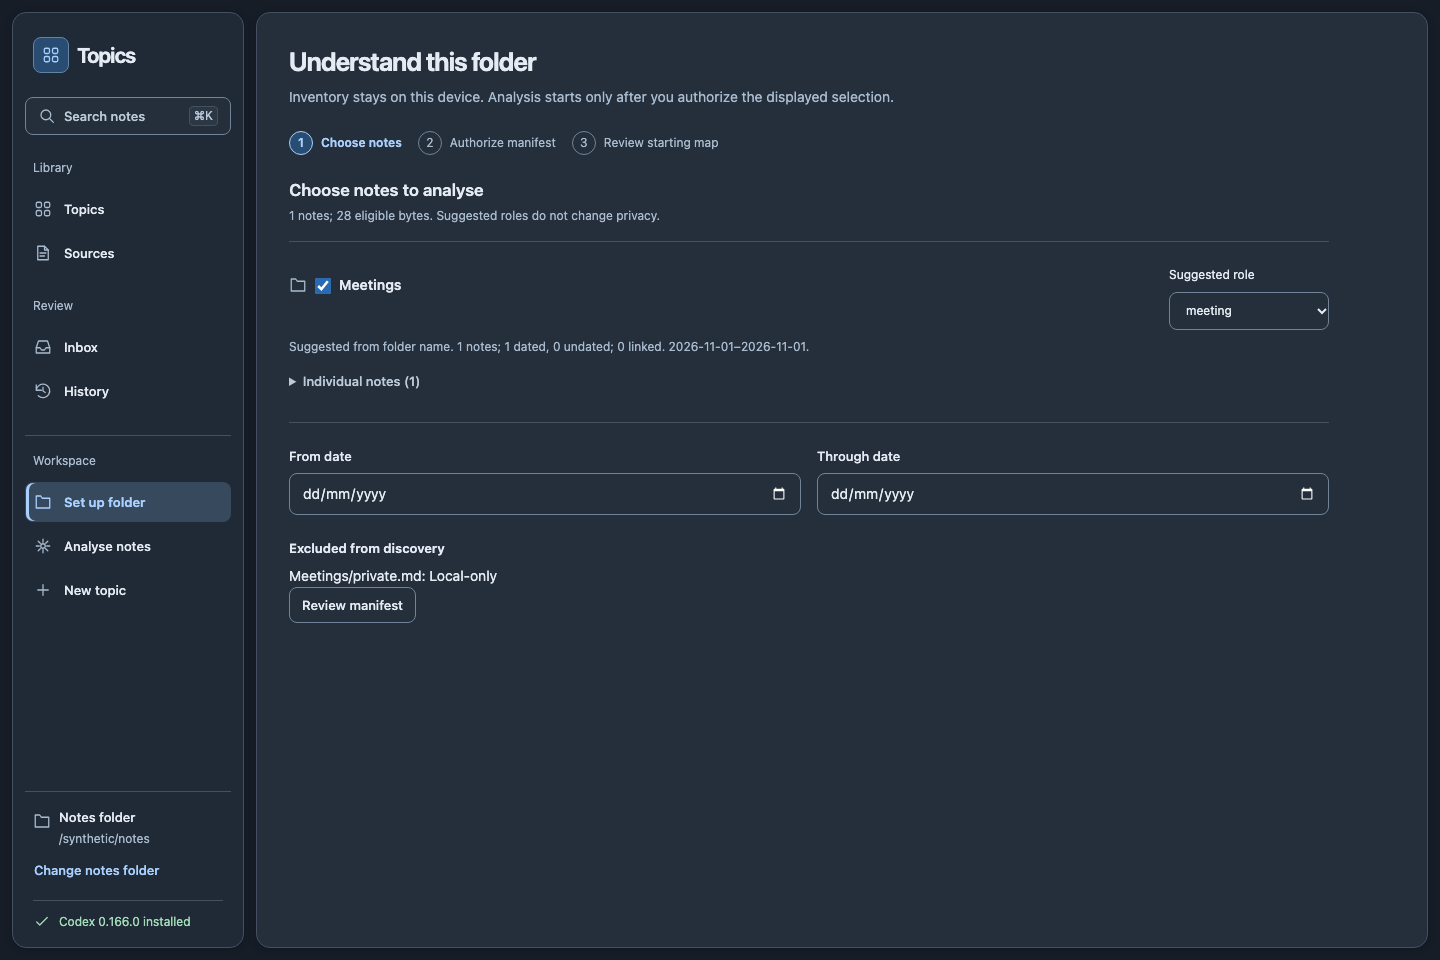 Topics
Search notes ⌘K
Library
Topics
Sources
Review
Inbox
History
Workspace
Set up folder
Analyse notes
New topic
Notes folder
/synthetic/notes
Change notes folder
Codex 0.166.0 installed
Understand this folder
Inventory stays on this device. Analysis starts only after you authorize the displayed selection.
1 Choose notes 2 Authorize manifest 3 Review starting map
Choose notes to analyse
1 notes; 28 eligible bytes. Suggested roles do not change privacy.
Meetings
Suggested role
meeting
Suggested from folder name. 1 notes; 1 dated, 0 undated; 0 linked. 2026-11-01–2026-11-01.
Individual notes (1)
From date
dd/mm/yyyy
Through date
dd/mm/yyyy
Excluded from discovery
Meetings/private.md: Local-only
Review manifest